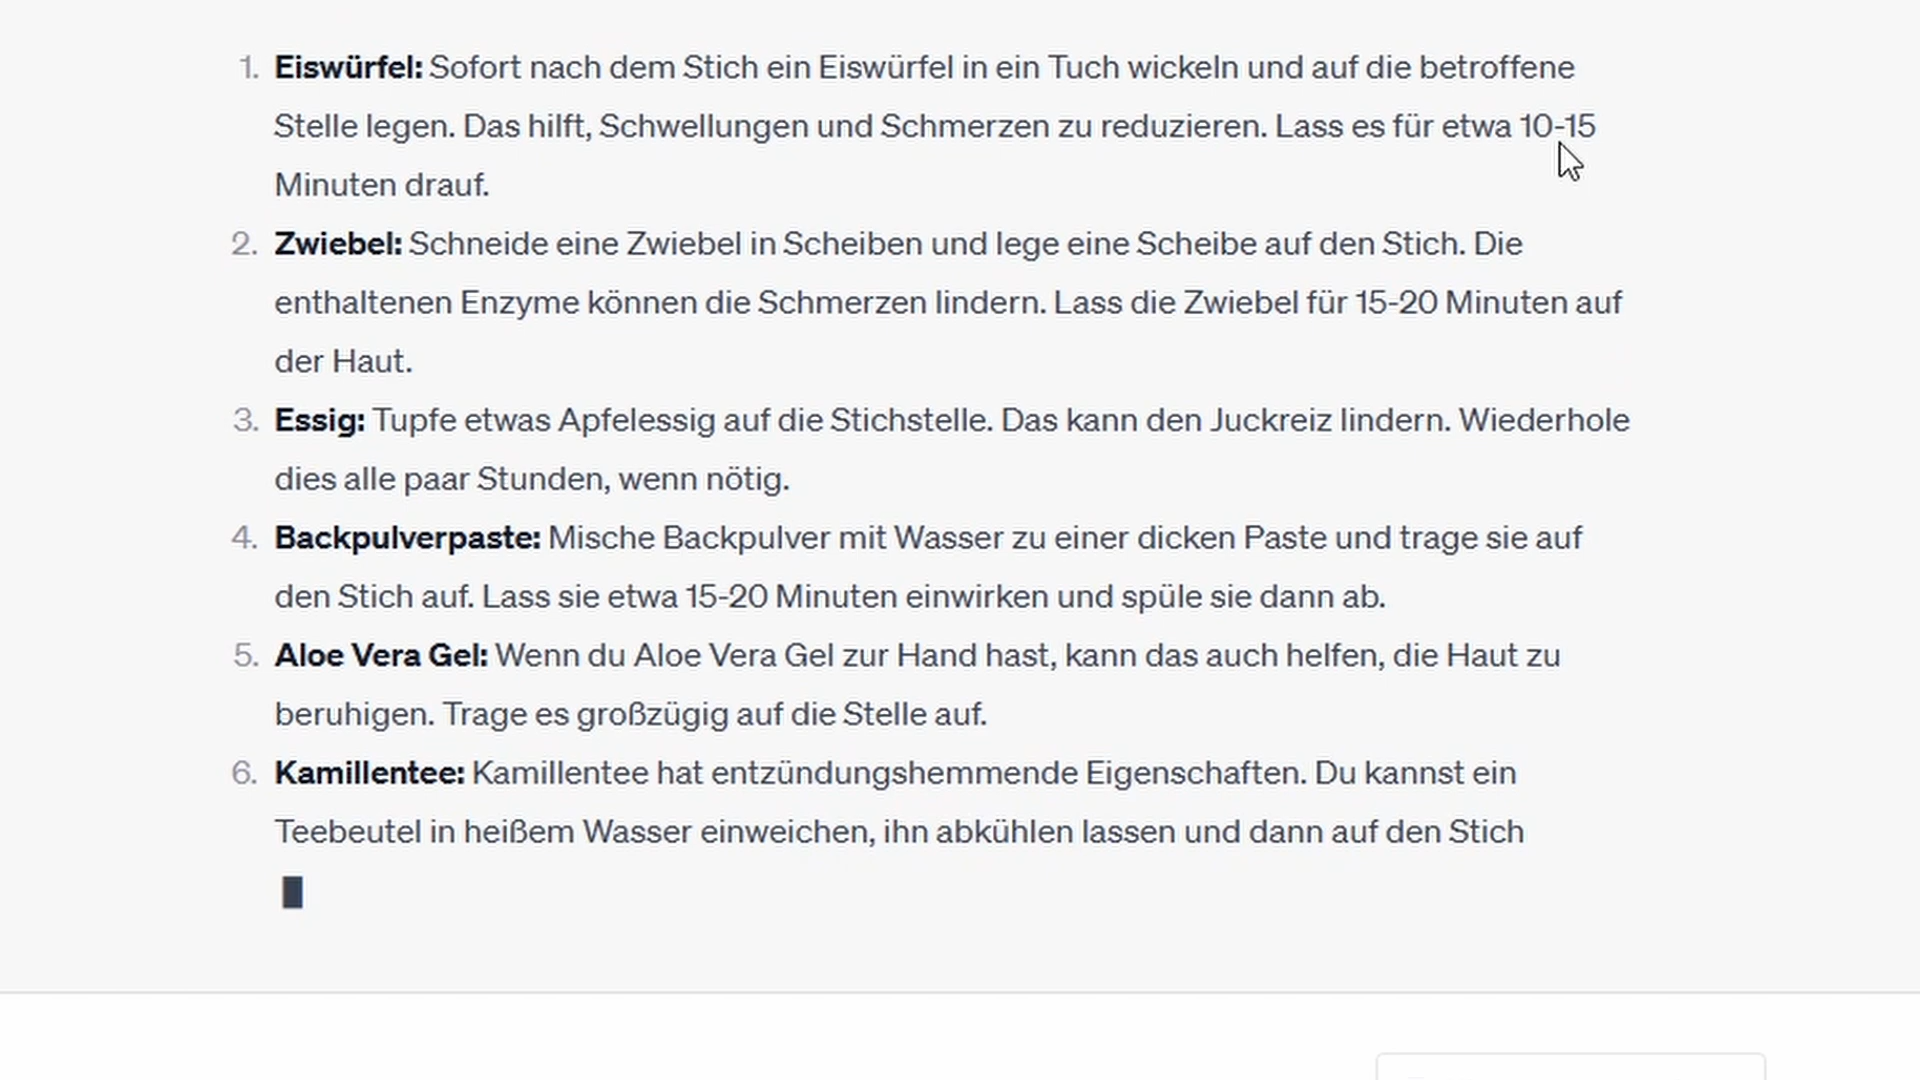 1. Eiswürfel: Sofort nach dem Stich ein Eiswürfel in ein Tuch wickeln und auf die betroffene
Stelle legen. Das hilft, Schwellungen und Schmerzen zu reduzieren. Lass es für etwa 10-15
Minuten drauf.
2. Zwiebel: Schneide eine Zwiebel in Scheiben und lege eine Scheibe auf den Stich. Die
enthaltenen Enzyme können die Schmerzen lindern. Lass die Zwiebel für 15-20 Minuten auf
der Haut.
3. Essig: Tupfe etwas Apfelessig auf die Stichstelle. Das kann den Juckreiz lindern. Wiederhole
dies alle paar Stunden, wenn nötig.
4. Backpulverpaste: Mische Backpulver mit Wasser zu einer dicken Paste und trage sie auf
den Stich auf. Lass sie etwa 15-20 Minuten einwirken und spüle sie dann ab.
5. Aloe Vera Gel: Wenn du Aloe Vera Gel zur Hand hast, kann das auch helfen, die Haut zu
beruhigen. Trage es großzügig auf die Stelle auf.
6. Kamillentee: Kamillentee hat entzündungshemmende Eigenschaften. Du kannst ein
Teebeutel in heißem Wasser einweichen, ihn abkühlen lassen und dann auf den Stich